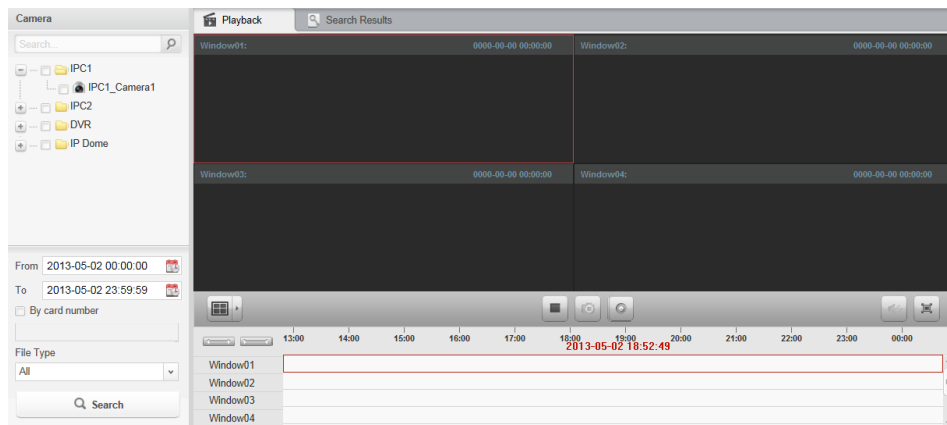 Camera
Playback
Search Results
Search...
IPC1
IPC1_Camera1
IPC2
DVR
IP Dome
Window01: 0000-00-00 00:00:00
Window02: 0000-00-00 00:00:00
Window03: 0000-00-00 00:00:00
Window04: 0000-00-00 00:00:00
From 2013-05-02 00:00:00
To 2013-05-02 23:59:59
By card number
File Type
All
Search
13:00 14:00 15:00 16:00 17:00 18:00 19:00 20:00 21:00 22:00 23:00 00:00
2013-05-02 18:52:49
Window01
Window02
Window03
Window04